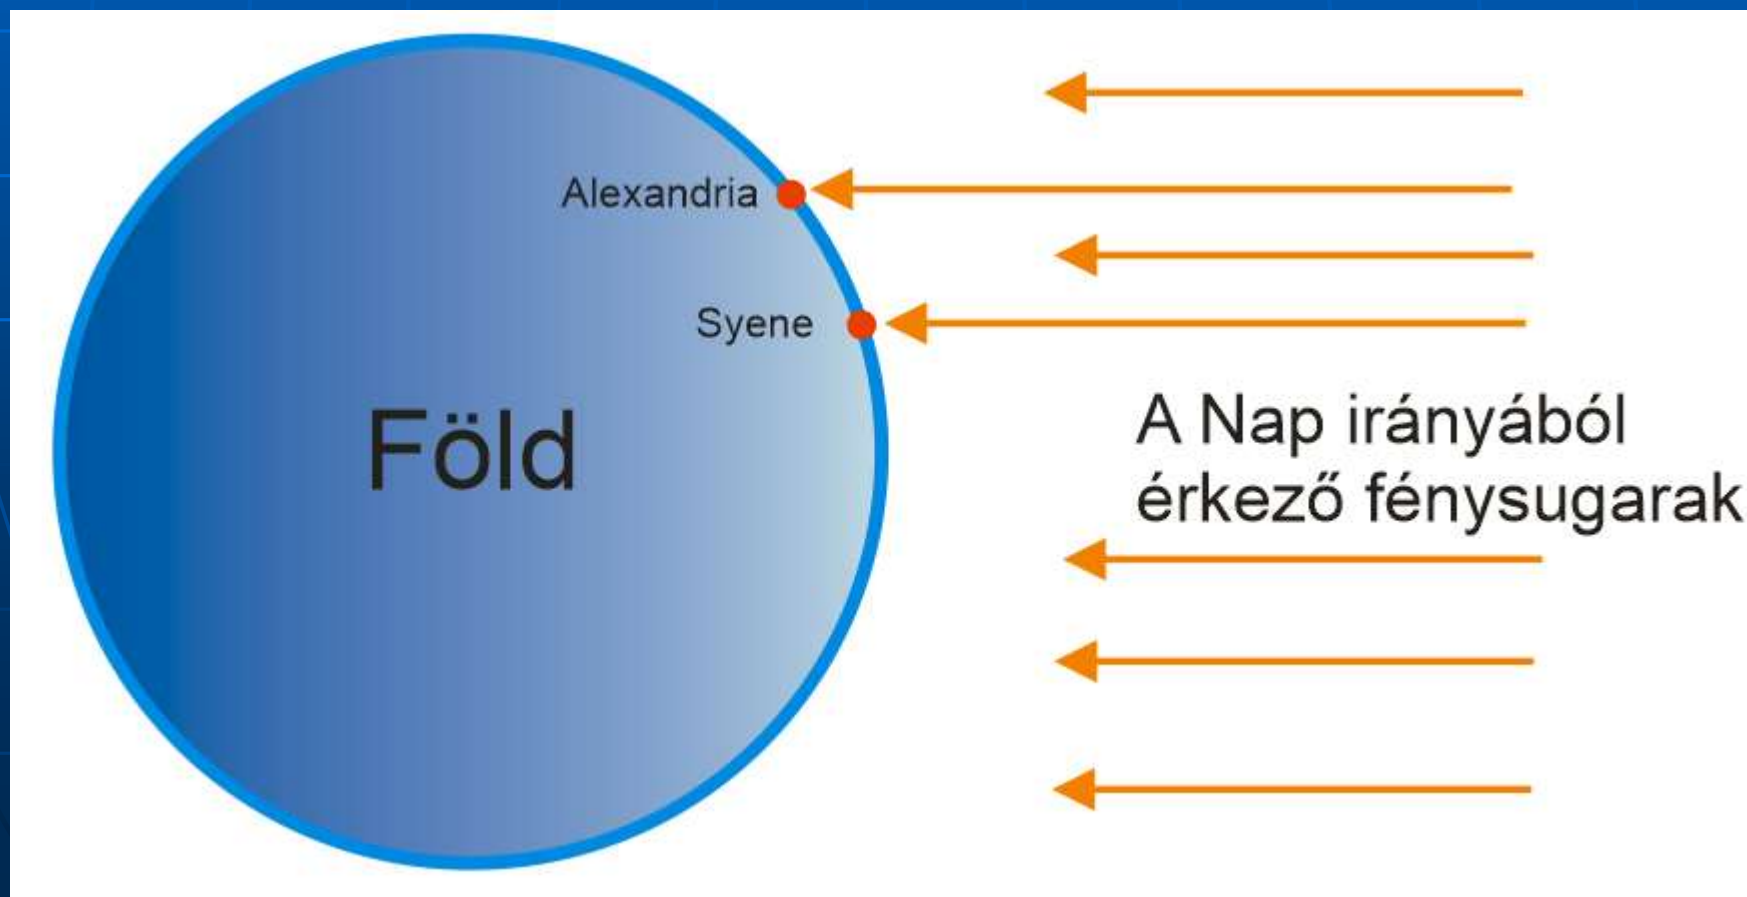 Alexandria
Syene
Föld
A Nap irányából
érkező fénysugarak